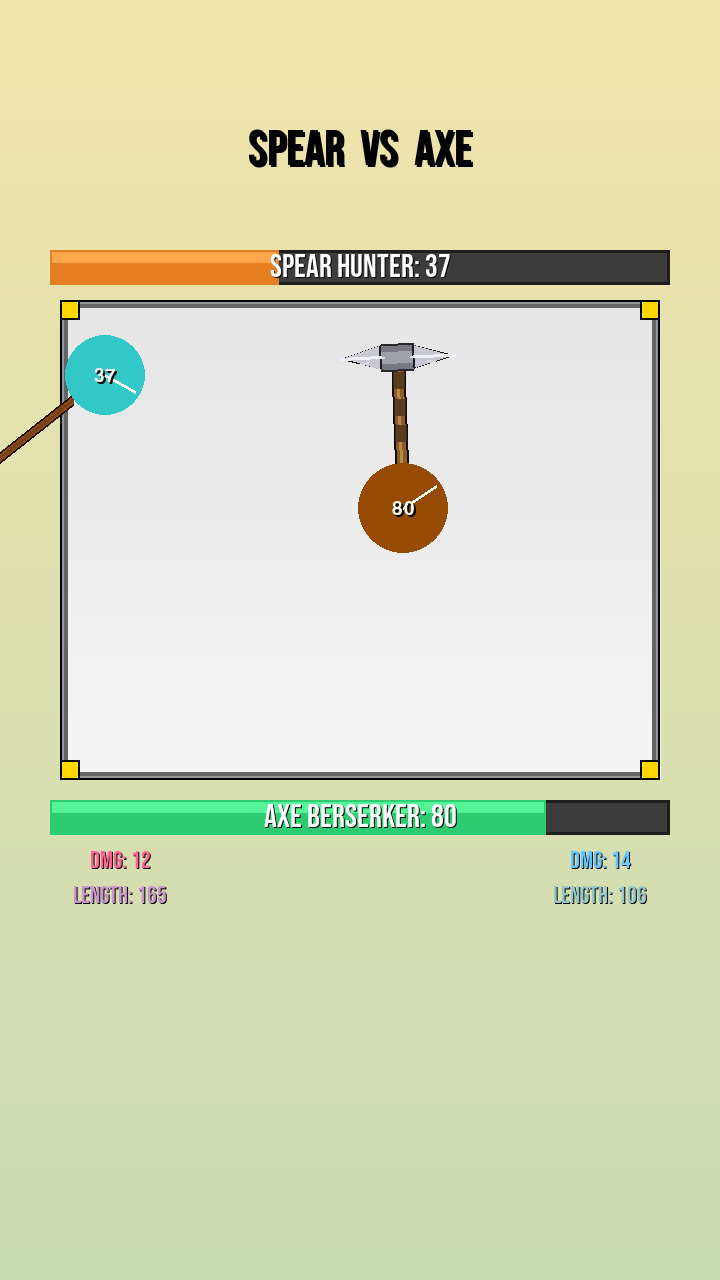 SPEAR VS AXE
SPEAR HUNTER: 37
37
80
AXE BERSERKER: 80
DMG: 12
DMG: 14
LENGTH: 165
LENGTH: 106